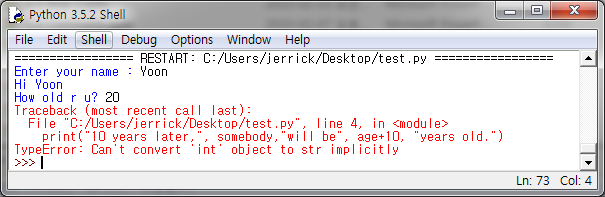 Python 3.5.2 Shell
File Edit Shell Debug Options Window Help
================= RESTART: C:/Users/jerrick/Desktop/test.py =================
Enter your name : Yoon
Hi Yoon
How old r u? 20
Traceback (most recent call last):
  File "C:/Users/jerrick/Desktop/test.py", line 4, in <module>
    print("10 years later,", somebody,"will be", age+10, "years old.")
TypeError: Can't convert 'int' object to str implicitly
>>>
Ln: 73 Col: 4